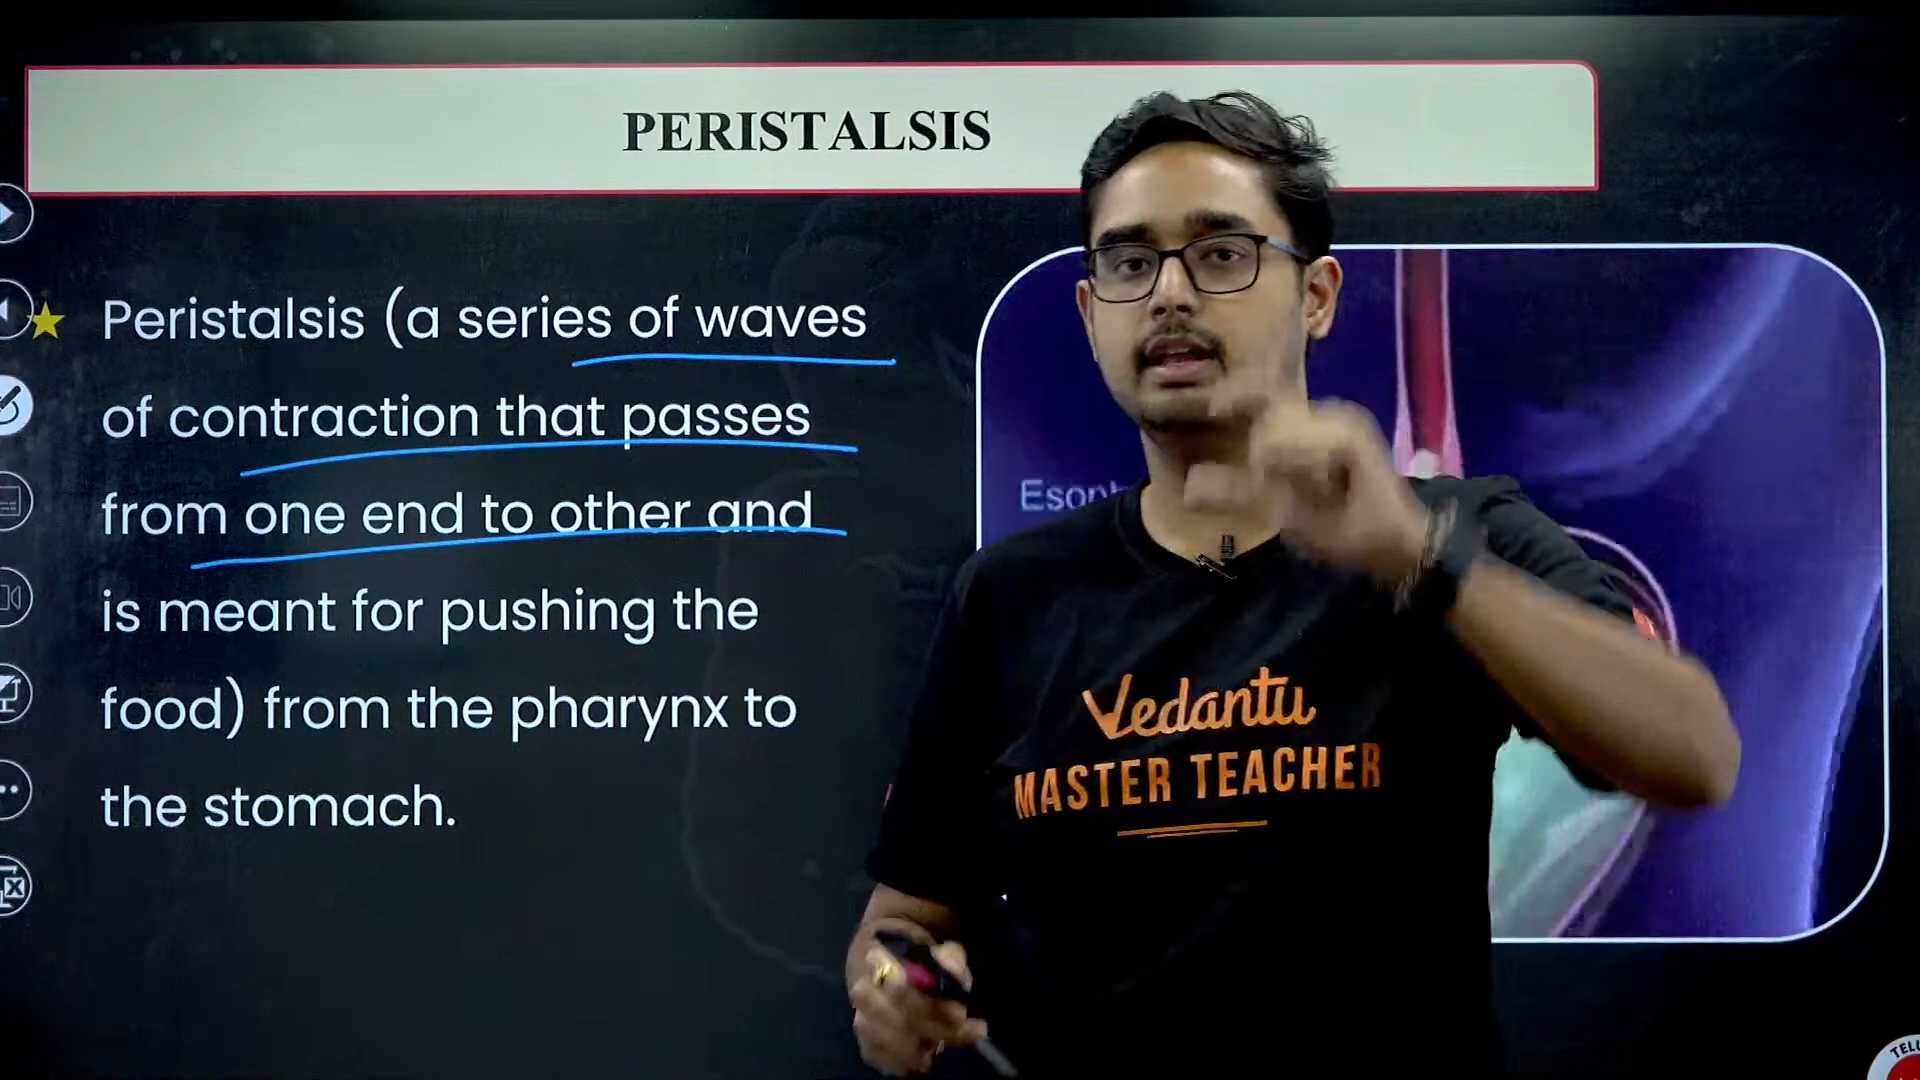 PERISTALSIS
Peristalsis (a series of waves
of contraction that passes
from one end to other and
is meant for pushing the
food) from the pharynx to
the stomach.
Vedantu
MASTER TEACHER